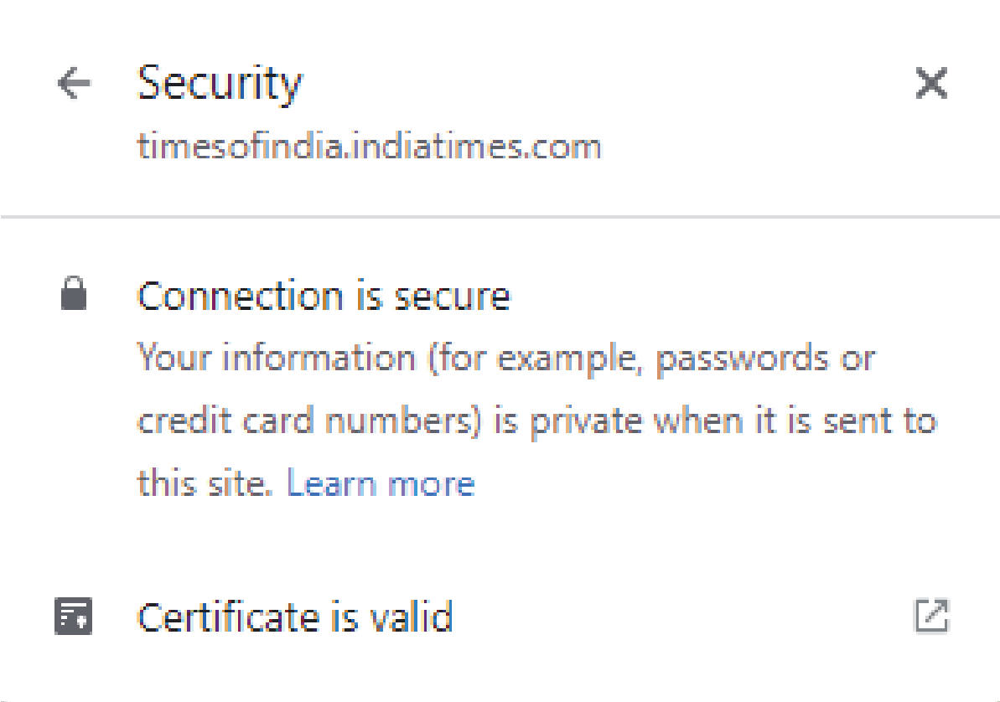 Security
timesofindia.indiatimes.com
Connection is secure
Your information (for example, passwords or
credit card numbers) is private when it is sent to
this site. Learn more
Certificate is valid